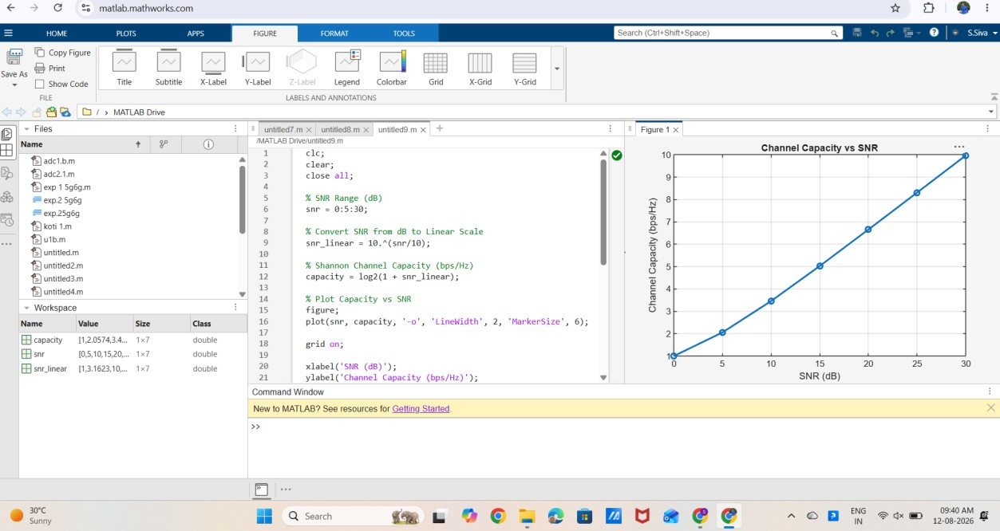 matlab.mathworks.com
HOME PLOTS APPS FIGURE FORMAT TOOLS Search (Ctrl+Shift+Space) S.Siva
Save As
Copy Figure
Print
Show Code
FILE
Title Subtitle X-Label Y-Label Z-Label Legend Colorbar Grid X-Grid Y-Grid
LABELS AND ANNOTATIONS
/ › MATLAB Drive
Files
Name
adc1.b.m
adc2.1.m
exp 1 5g6g.m
exp.2 5g6g
exp.25g6g
koti 1.m
u1b.m
untitled.m
untitled2.m
untitled3.m
untitled4.m
Workspace
Name Value Size Class
capacity [1,2.0574,3.4... 1×7 double
snr [0,5,10,15,20,... 1×7 double
snr_linear [1,3.1623,10,... 1×7 double
untitled7.m untitled8.m untitled9.m
/MATLAB Drive/untitled9.m
1 clc;
2 clear;
3 close all;
4
5 % SNR Range (dB)
6 snr = 0:5:30;
7
8 % Convert SNR from dB to Linear Scale
9 snr_linear = 10.^(snr/10);
10
11 % Shannon Channel Capacity (bps/Hz)
12 capacity = log2(1 + snr_linear);
13
14 % Plot Capacity vs SNR
15 figure;
16 plot(snr, capacity, '-o', 'LineWidth', 2, 'MarkerSize', 6);
17
18 grid on;
19
20 xlabel('SNR (dB)');
21 ylabel('Channel Capacity (bps/Hz)');
Figure 1
Channel Capacity vs SNR
Channel Capacity (bps/Hz)
10
9
8
7
6
5
4
3
2
1
0 5 10 15 20 25 30
SNR (dB)
Command Window
New to MATLAB? See resources for Getting Started.
>>
30°C
Sunny
Search
ENG
IN
09:40 AM
12-08-2026